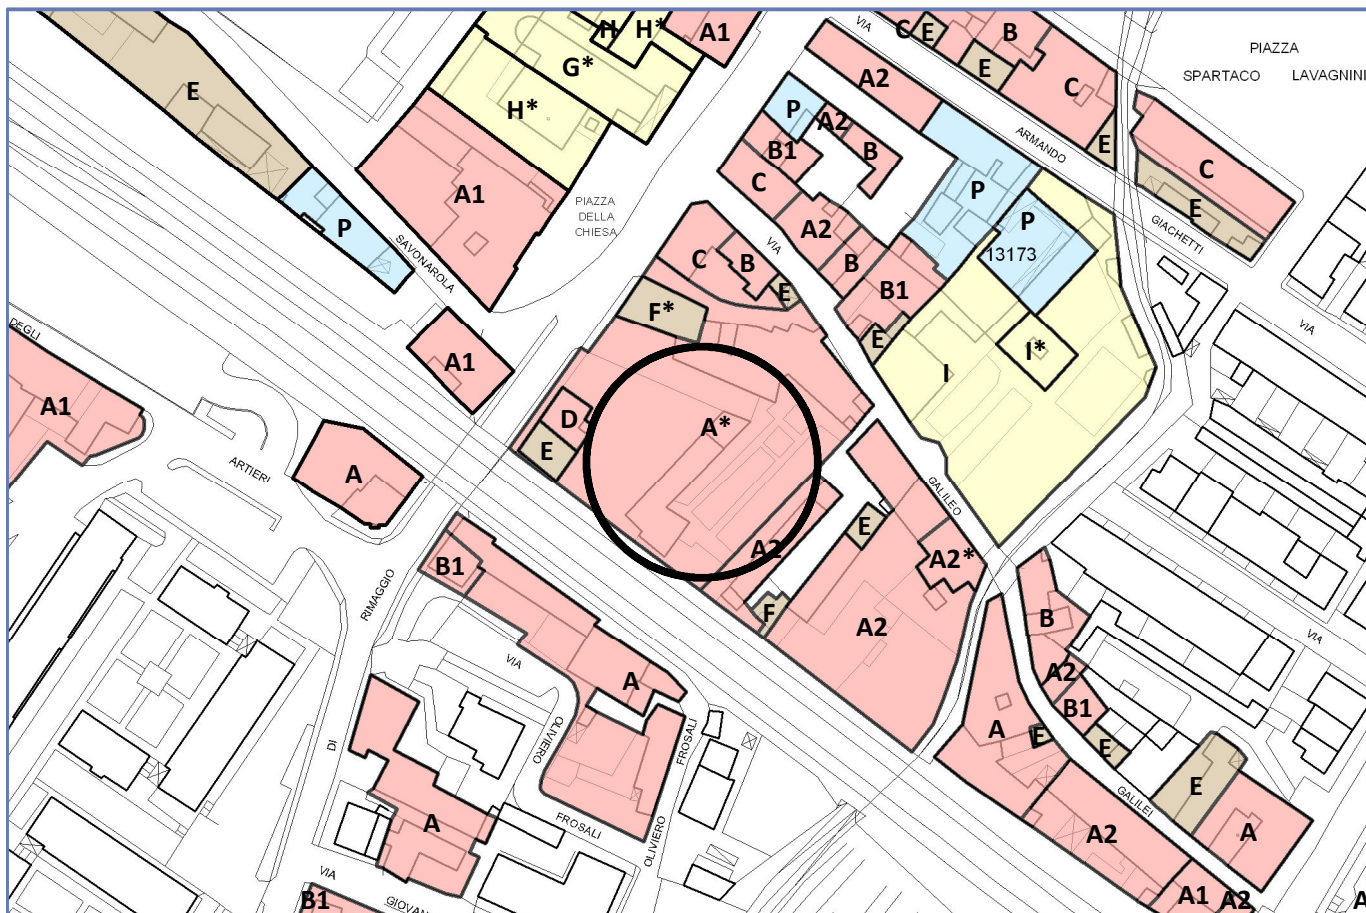 PIAZZA
SPARTACO LAVAGNINI
VIA
ARMANDO
GIACHETTI
C
E
B
E
C
E
C
E
A1
H
H*
G*
H*
E
P
A1
PIAZZA
DELLA
CHIESA
SAVONAROLA
A1
A2
P
A2
B1
B
C
VIA
A2
B
B1
E
P
P
13173
I
I*
C
B
E
F*
A*
D
E
A2
F
E
A2
A2*
GALILEO
VIA
VIA
DEGLI
A1
ARTIERI
A
RIMAGGIO
DI
B1
A
VIA
OLIVIERO
FROSALI
FROSALI
OLIVIERO
A
VIA
GIOVAN
B1
B
A2
B1
E
A
E
GALILEI
E
A
A2
A1
A2
A